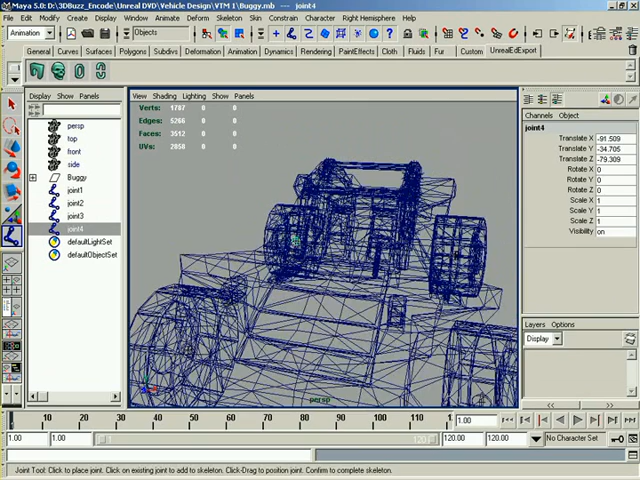 Maya 5.0: D:\3DBuzz_Encode\Unreal DVD\Vehicle Design\VTM 1\Buggy.mb --- joint4
File Edit Modify Create Display Window Animate Deform Skeleton Skin Constrain Character Right Hemisphere Help
Animation Objects
General Curves Surfaces Polygons Subdivs Deformation Animation Dynamics Rendering PaintEffects Cloth Fluids Fur Custom UnrealEdExport
Display Show Panels
View Shading Lighting Show Panels
Channels Object
Verts: 1787 0 0
Edges: 5266 0 0
Faces: 3512 0 0
UVs: 2858 0 0
persp
top
front
side
Buggy
joint1
joint2
joint3
joint4
defaultLightSet
defaultObjectSet
joint4
Translate X -91.509
Translate Y -34.705
Translate Z -79.309
Rotate X 0
Rotate Y 0
Rotate Z 0
Scale X 1
Scale Y 1
Scale Z 1
Visibility on
Layers Options
Display
persp
10 20 30 40 50 60 70 80 90 100 110 1.00
1.00 1.00 120.00 120.00 No Character Set
Joint Tool: Click to place joint. Click on existing joint to add to skeleton. Click-Drag to position joint. Confirm to complete skeleton.